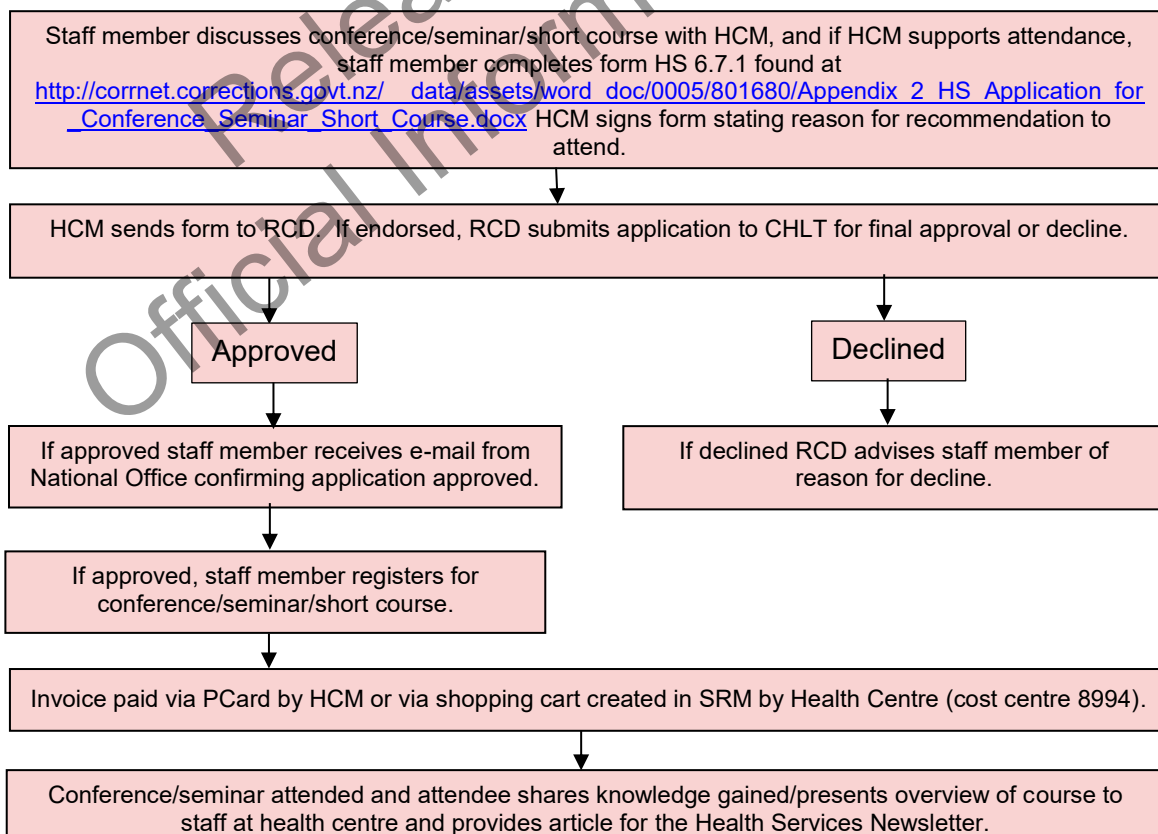 Staff member discusses conference/seminar/short course with HCM, and if HCM supports attendance,
staff member completes form HS 6.7.1 found at
http://corrnet.corrections.govt.nz/__data/assets/word_doc/0005/801680/Appendix_2_HS_Application_for
_Conference_Seminar_Short_Course.docx HCM signs form stating reason for recommendation to
attend.
HCM sends form to RCD. If endorsed, RCD submits application to CHLT for final approval or decline.
Approved
Declined
If approved staff member receives e-mail from
National Office confirming application approved.
If declined RCD advises staff member of
reason for decline.
If approved, staff member registers for
conference/seminar/short course.
Invoice paid via PCard by HCM or via shopping cart created in SRM by Health Centre (cost centre 8994).
Conference/seminar attended and attendee shares knowledge gained/presents overview of course to
staff at health centre and provides article for the Health Services Newsletter.
Official